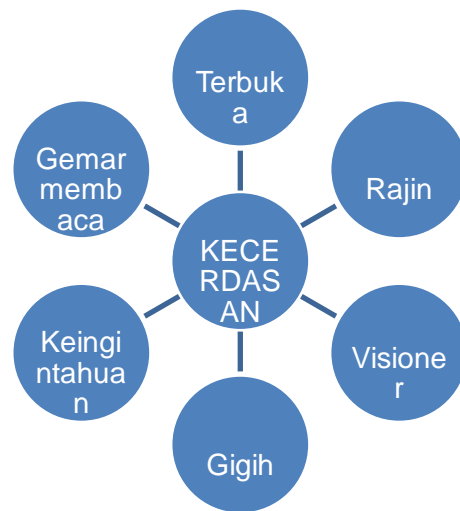 Terbuk
a
Gemar
memb
aca
Rajin
KECE
RDAS
AN
Keingi
ntahua
n
Visione
r
Gigih